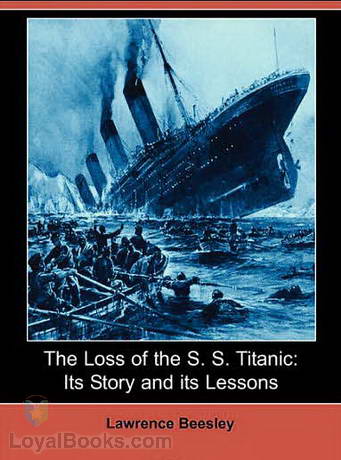 The Loss of the S. S. Titanic:
Its Story and its Lessons
Lawrence Beesley
LoyalBooks.com